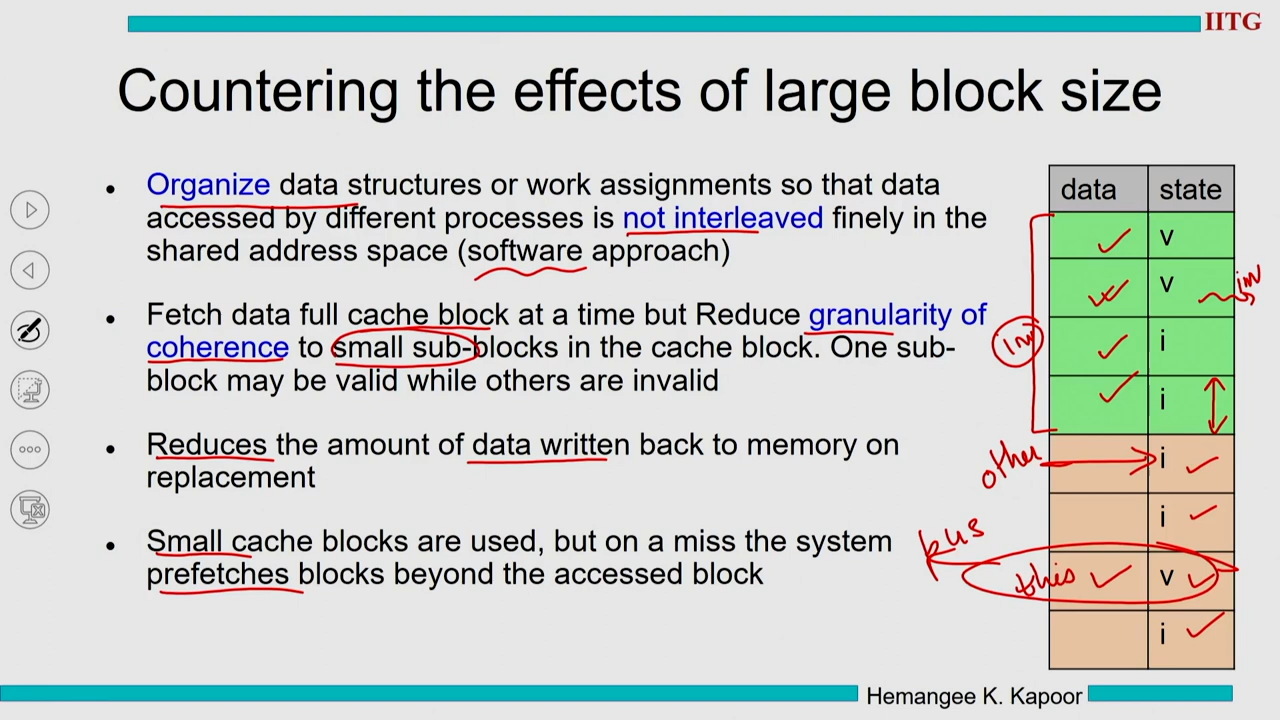 IITG
Countering the effects of large block size
• Organize data structures or work assignments so that data
accessed by different processes is not interleaved finely in the
shared address space (software approach)
• Fetch data full cache block at a time but Reduce granularity of
coherence to small sub-blocks in the cache block. One sub-
block may be valid while others are invalid
• Reduces the amount of data written back to memory on
replacement
• Small cache blocks are used, but on a miss the system
prefetches blocks beyond the accessed block
data state
v
v
inv
i
inv
i
other i
i
bus
this v
i
Hemangee K. Kapoor